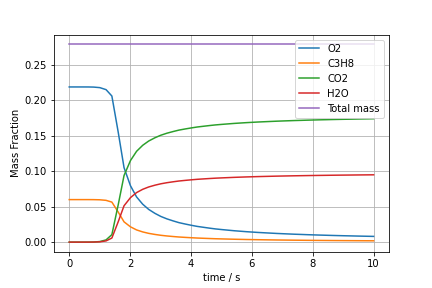 O2
C3H8
CO2
H2O
Total mass
Mass Fraction
0.25
0.20
0.15
0.10
0.05
0.00
0 2 4 6 8 10
time / s